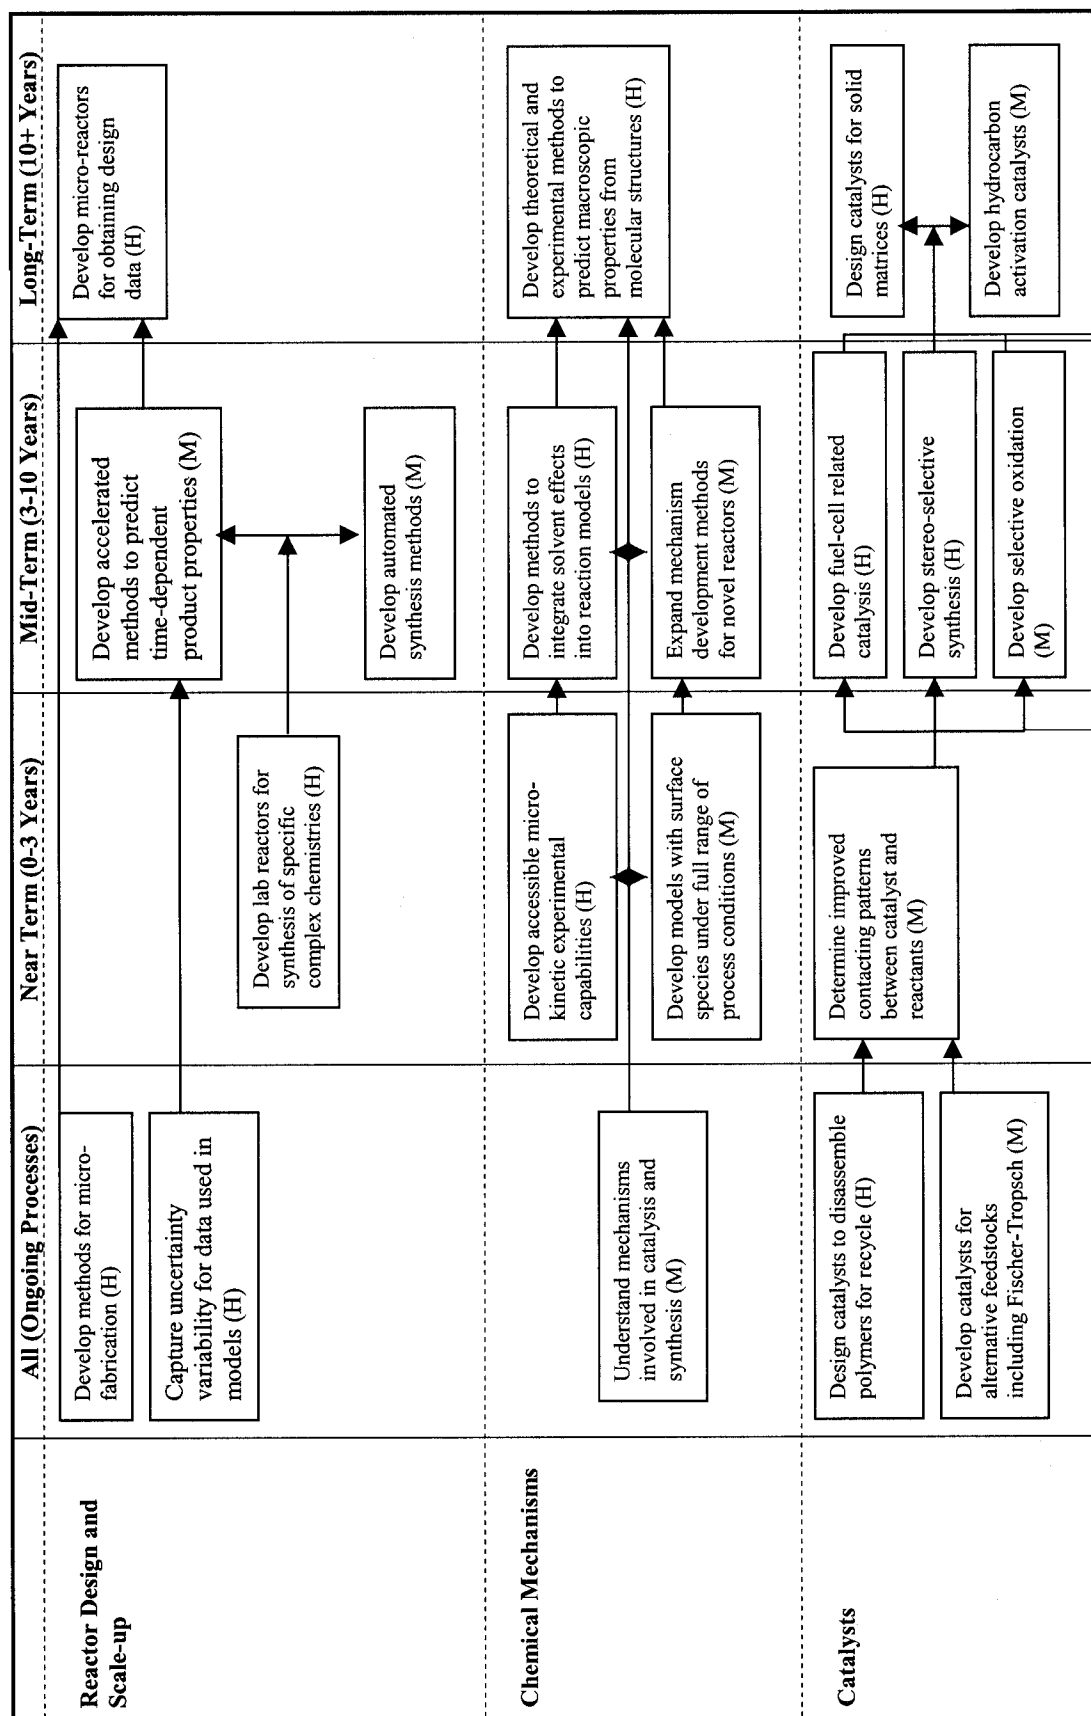 All (Ongoing Processes)
Near Term (0-3 Years)
Mid-Term (3-10 Years)
Long-Term (10+ Years)
Reactor Design and
Scale-up
Develop methods for micro-
fabrication (H)
Capture uncertainty
variability for data used in
models (H)
Develop lab reactors for
synthesis of specific
complex chemistries (H)
Develop accelerated
methods to predict
time-dependent
product properties (M)
Develop automated
synthesis methods (M)
Develop micro-reactors
for obtaining design
data (H)
Chemical Mechanisms
Understand mechanisms
involved in catalysis and
synthesis (M)
Develop accessible micro-
kinetic experimental
capabilities (H)
Develop models with surface
species under full range of
process conditions (M)
Develop methods to
integrate solvent effects
into reaction models (H)
Expand mechanism
development methods
for novel reactors (M)
Develop theoretical and
experimental methods to
predict macroscopic
properties from
molecular structures (H)
Catalysts
Design catalysts to disassemble
polymers for recycle (H)
Develop catalysts for
alternative feedstocks
including Fischer-Tropsch (M)
Determine improved
contacting patterns
between catalyst and
reactants (M)
Develop fuel-cell related
catalysis (H)
Develop stereo-selective
synthesis (H)
Develop selective oxidation
(M)
Design catalysts for solid
matrices (H)
Develop hydrocarbon
activation catalysts (M)